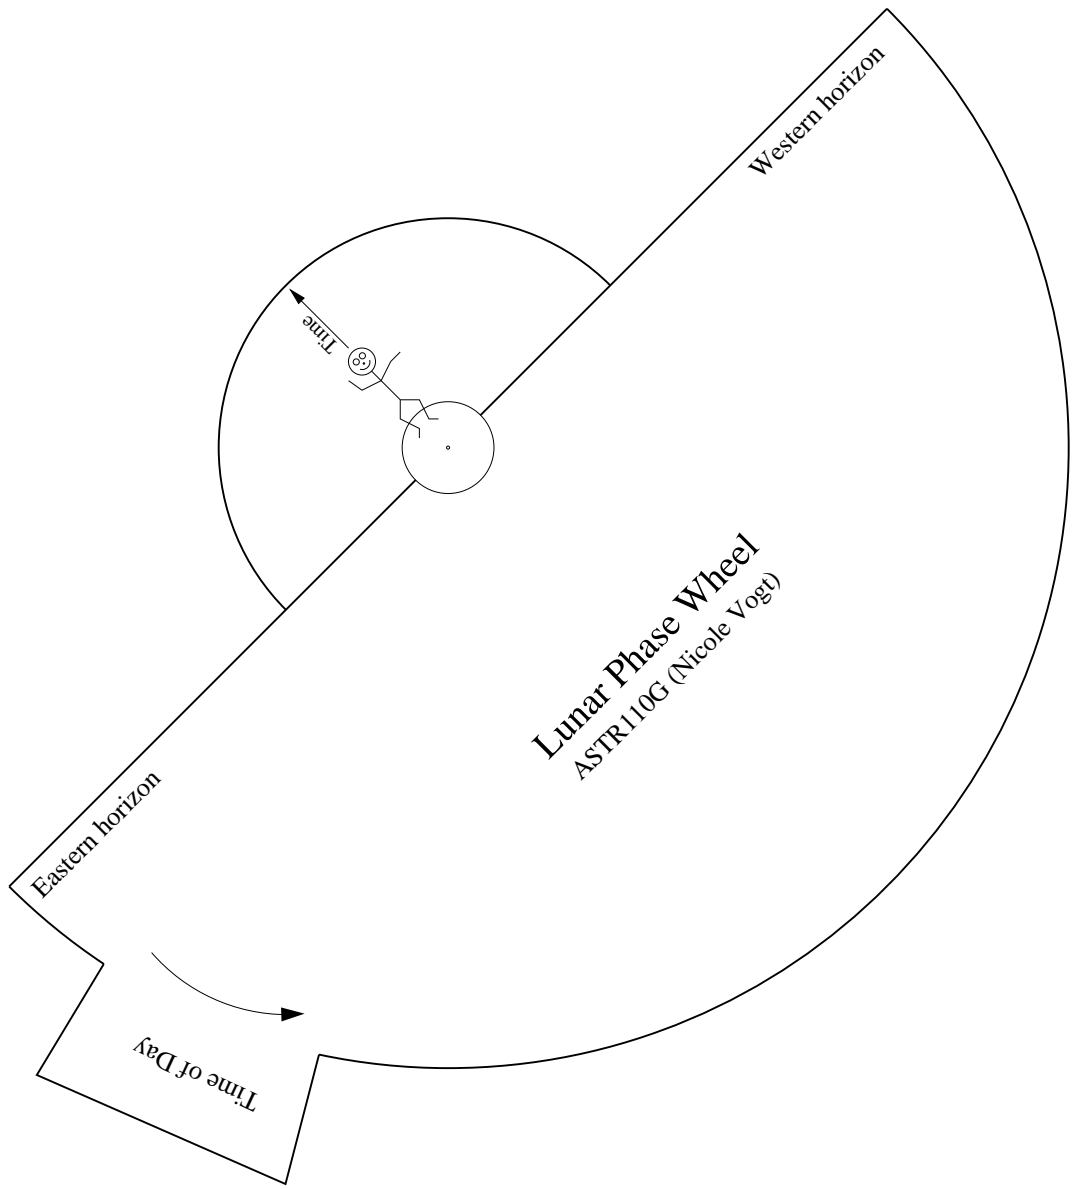 Western horizon
Time
Lunar Phase Wheel
ASTR110G (Nicole Vogt)
Eastern horizon
Time of Day